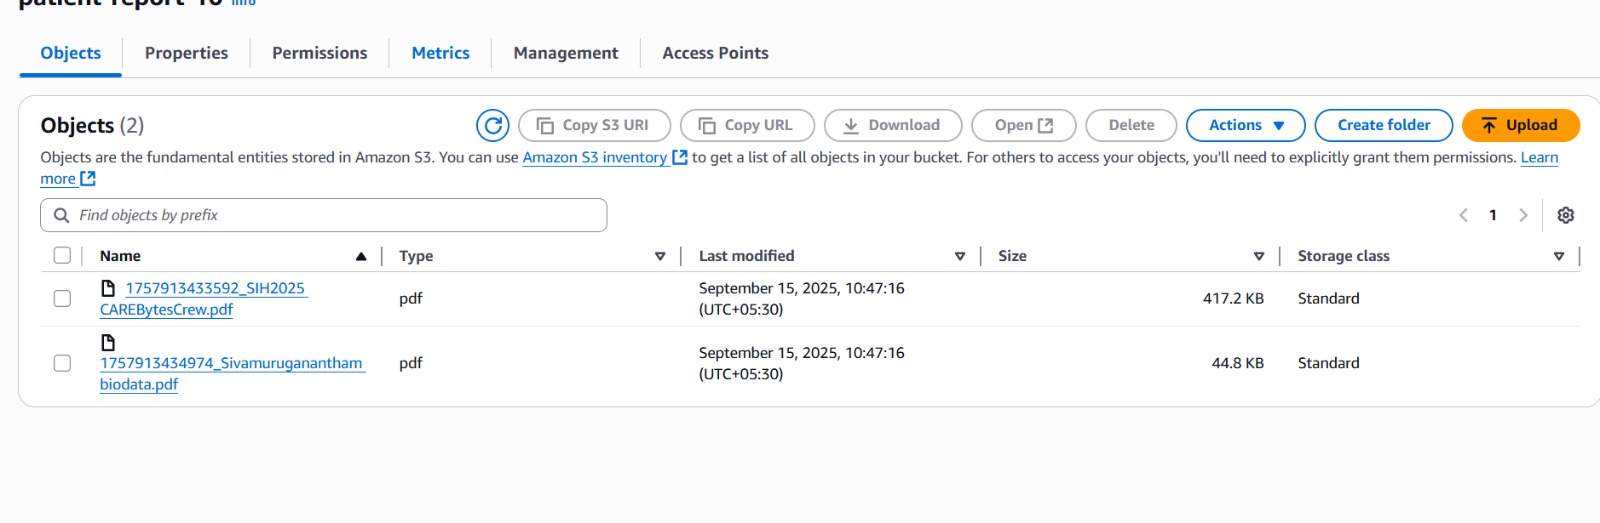 patient-report-10 Info
Objects Properties Permissions Metrics Management Access Points
Objects (2) Copy S3 URI Copy URL Download Open Delete Actions Create folder Upload
Objects are the fundamental entities stored in Amazon S3. You can use Amazon S3 inventory to get a list of all objects in your bucket. For others to access your objects, you'll need to explicitly grant them permissions. Learn
more
Find objects by prefix 1
Name Type Last modified Size Storage class
1757913433592_SIH2025
CAREBytesCrew.pdf
pdf
September 15, 2025, 10:47:16
(UTC+05:30)
417.2 KB
Standard
1757913434974_Sivamuruganantham
biodata.pdf
pdf
September 15, 2025, 10:47:16
(UTC+05:30)
44.8 KB
Standard